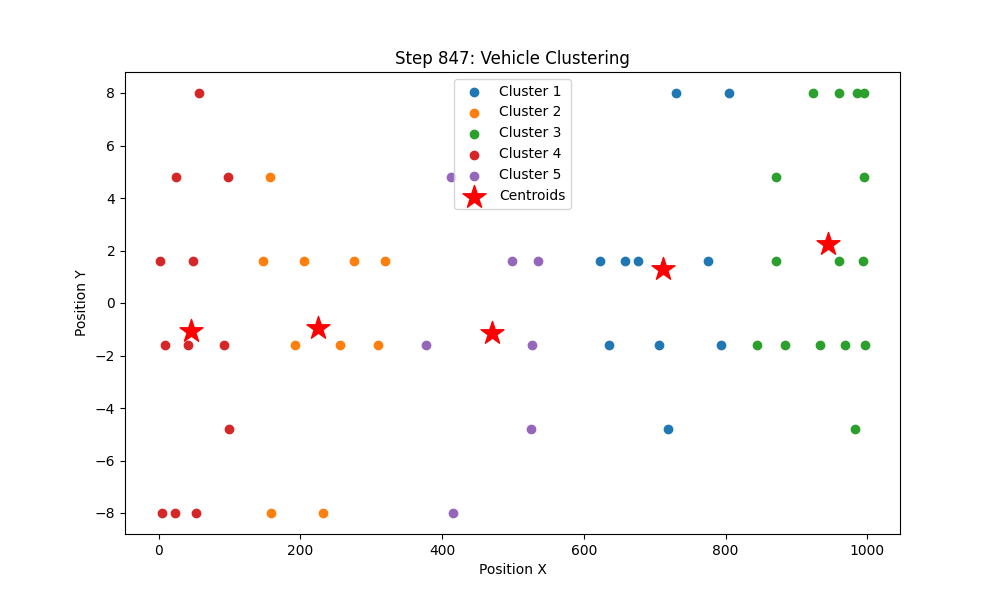 Step 847: Vehicle Clustering
Cluster 1
Cluster 2
Cluster 3
Cluster 4
Cluster 5
Centroids
8
6
4
2
0
−2
−4
−6
−8
Position Y
0
200
400
600
800
1000
Position X